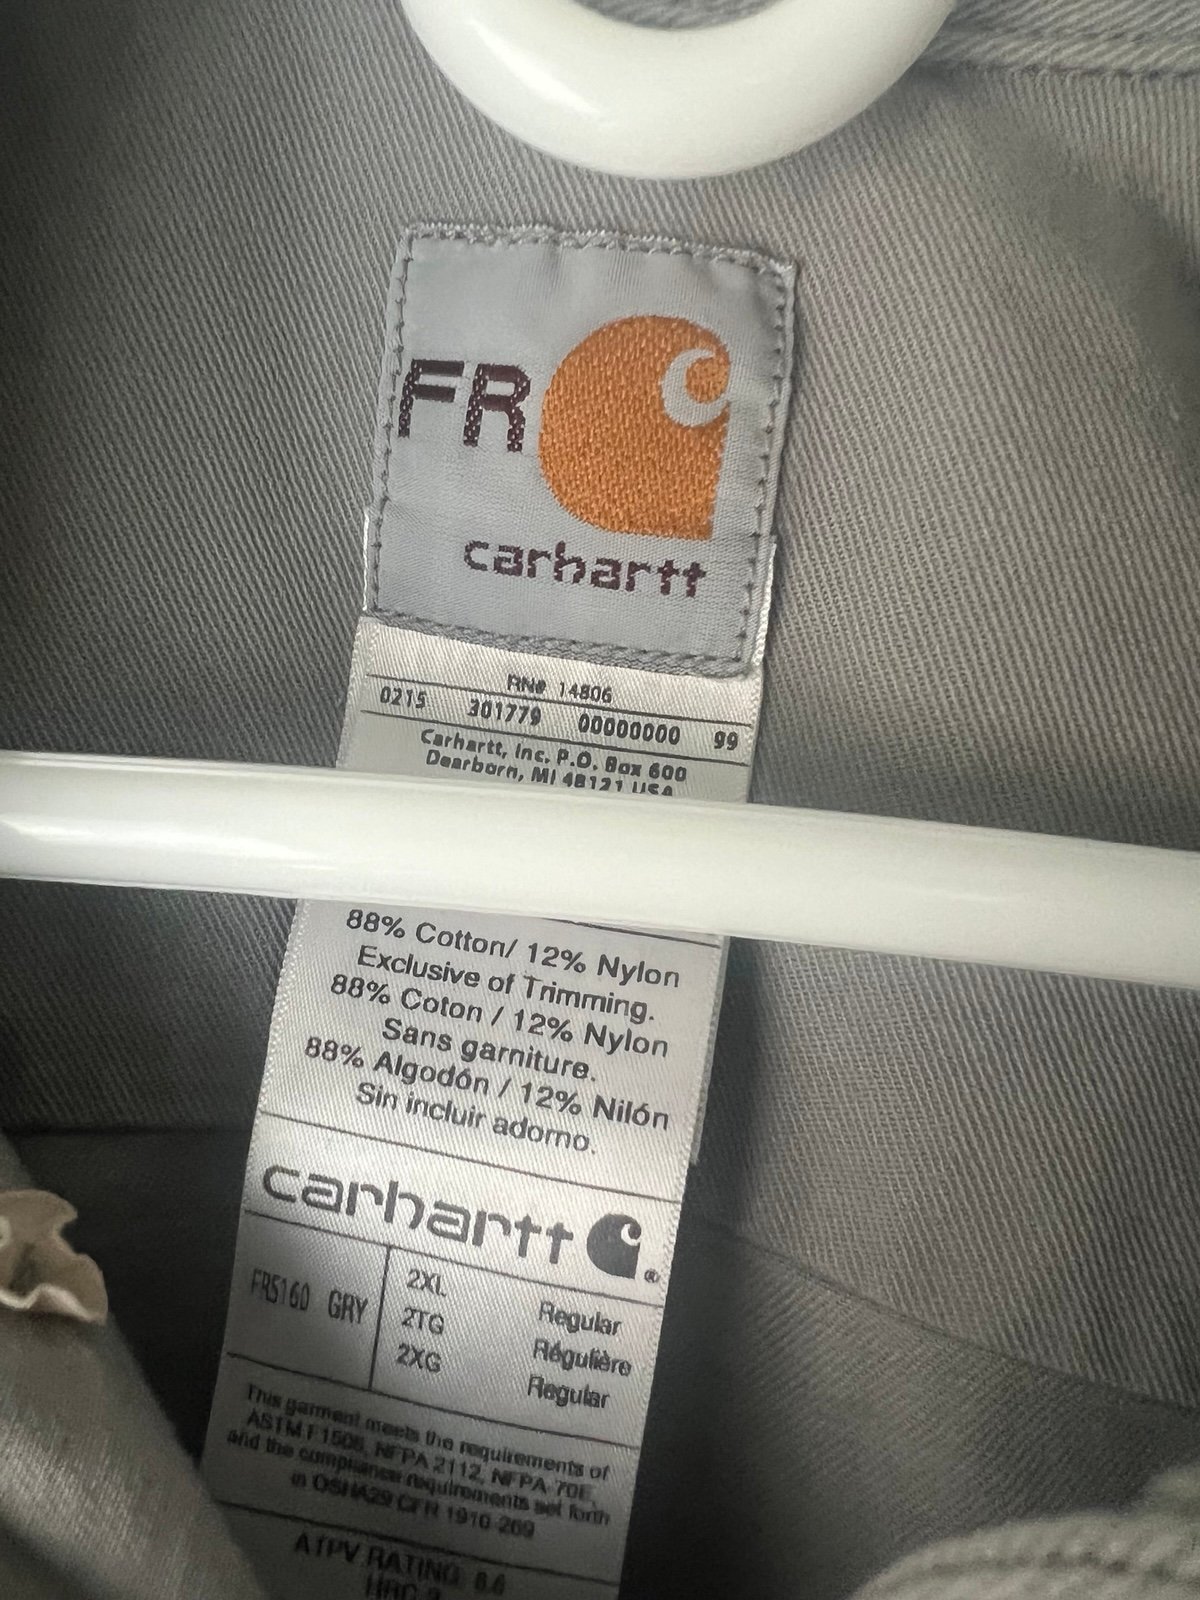 FR
carhartt
RN# 14806
0215 301779 00000000 99
Carhartt, Inc. P.O. Box 600
Dearborn, MI 48121 USA
88% Cotton/ 12% Nylon
Exclusive of Trimming.
88% Coton / 12% Nylon
Sans garniture.
88% Algodón / 12% Nilón
Sin incluir adorno.
carhartt ®
FR5160 GRY
2XL Regular
2TG Régulière
2XG Regular
This garment meets the requirements of
ASTM F1506, NFPA 2112, NFPA 70E,
and the compliance requirements set forth
in OSHA29 CFR 1910-269
ATPV RATING
HRC